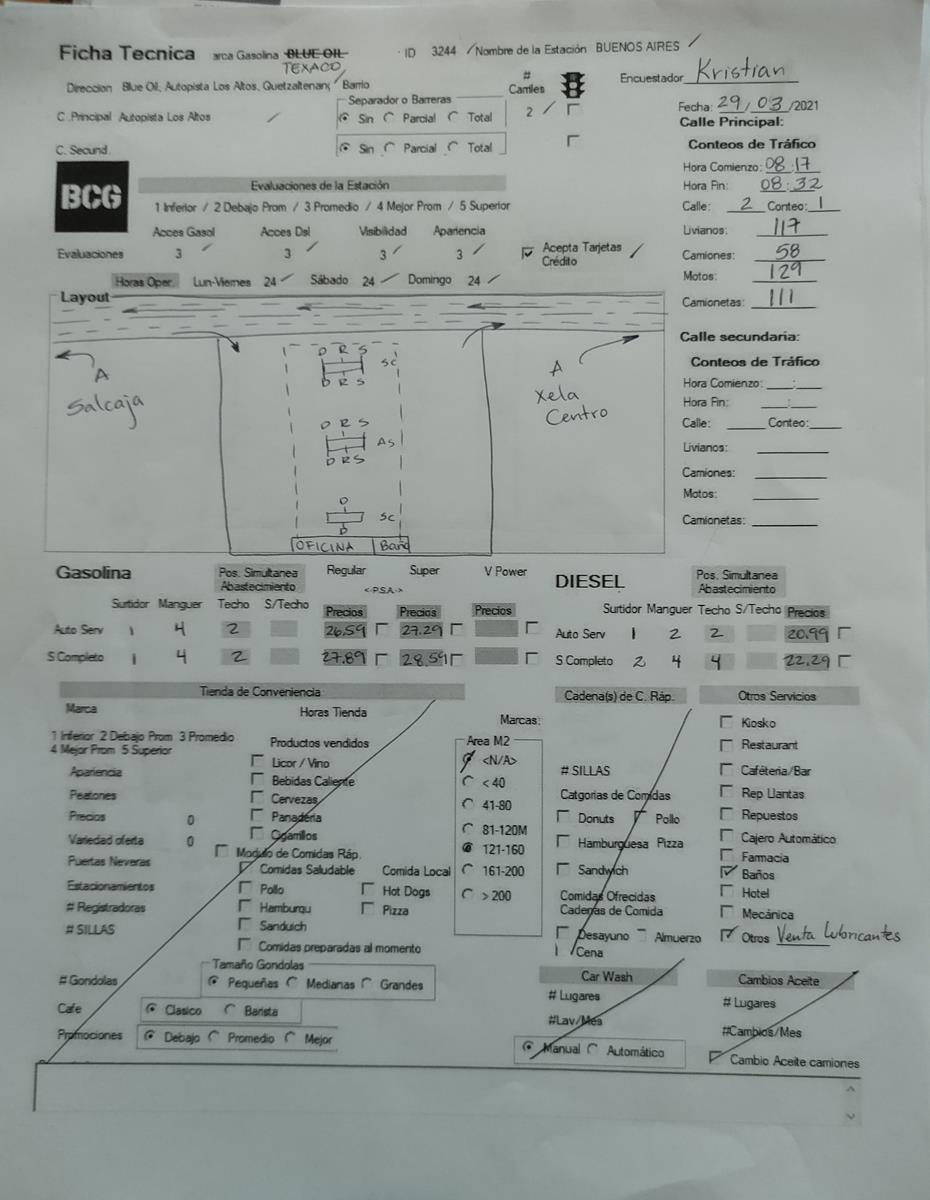 Ficha Tecnica arca Gasolina BLUE OIL ID 3244 Nombre de la Estación BUENOS AIRES
TEXACO
Direccion Blue Oil, Autopista Los Altos, Quetzaltenan Barrio
# Carriles
Encuestador Kristian
Separador o Barreras
C .Principal Autopista Los Altos
Sin Parcial Total
2
Fecha: 29/03/2021
Calle Principal:
C. Secund.
Sin Parcial Total
Conteos de Tráfico
Hora Comienzo: 08:17
Hora Fin: 08:32
Calle: 2 Conteo: 1
Livianos: 117
Camiones: 58
Motos: 129
Camionetas: 111
BCG
Evaluaciones de la Estación
1 Inferior / 2 Debajo Prom / 3 Promedio / 4 Mejor Prom / 5 Superior
Acces Gasol Acces Dsl Visibilidad Apariencia
Evaluaciones 3 3 3 3
Acepta Tarjetas
Crédito
Horas Oper. Lun-Viernes 24 Sábado 24 Domingo 24
Layout
D R S
SC
D R S
A
Salcaja
A
Xela
Centro
D R S
AS
D R S
D
SC
D
OFICINA Baño
Calle secundaria:
Conteos de Tráfico
Hora Comienzo: :
Hora Fin: :
Calle: Conteo:
Livianos:
Camiones:
Motos:
Camionetas:
Gasolina
Pos. Simultanea
Abastecimiento
Regular Super V Power
<-P.S.A.->
Surtidor Manguer Techo S/Techo Precios Precios Precios
Auto Serv 1 4 2 26.59 27.29
S Completo 1 4 2 27.89 28.59
DIESEL
Pos. Simultanea
Abastecimiento
Surtidor Manguer Techo S/Techo Precios
Auto Serv 1 2 2 20.99
S Completo 2 4 4 22.29
Tienda de Conveniencia
Marca
Horas Tienda
1 Inferior 2 Debajo Prom 3 Promedio
4 Mejor Prom 5 Superior
Apariencia
Peatones
Precios 0
Variedad oferta 0
Puertas Neveras
Estacionamientos
# Registradoras
# SILLAS
Productos vendidos
Licor / Vino
Bebidas Caliente
Cervezas
Panaderia
Cigarrillos
Modulo de Comidas Ráp.
Comidas Saludable
Pollo
Hamburgu
Sanduich
Comidas preparadas al momento
Comida Local
Hot Dogs
Pizza
Marcas:
Area M2
<N/A>
< 40
41-80
81-120M
121-160
161-200
> 200
# Gondolas
Tamaño Gondolas
Pequeñas Medianas Grandes
Cafe Clasico Barista
Promociones Debajo Promedio Mejor
Cadena(s) de C. Ráp.
# SILLAS
Catgorias de Comidas
Donuts Pollo
Hamburguesa Pizza
Sandwich
Comidas Ofrecidas
Cadenas de Comida
Desayuno Almuerzo
Cena
Otros Servicios
Kiosko
Restaurant
Cafétería/Bar
Rep Llantas
Repuestos
Cajero Automático
Farmacia
Baños
Hotel
Mecánica
Otros Venta Lubricantes
Car Wash
# Lugares
#Lav/Mes
Manual Automático
Cambios Aceite
# Lugares
#Cambios/Mes
Cambio Aceite camiones